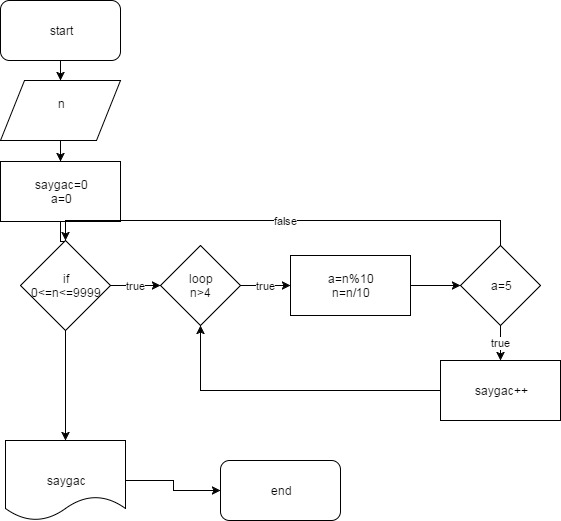 start
n
saygac=0
a=0
false
if
0<=n<=9999
true
loop
n>4
true
a=n%10
n=n/10
a=5
true
saygac++
saygac
end